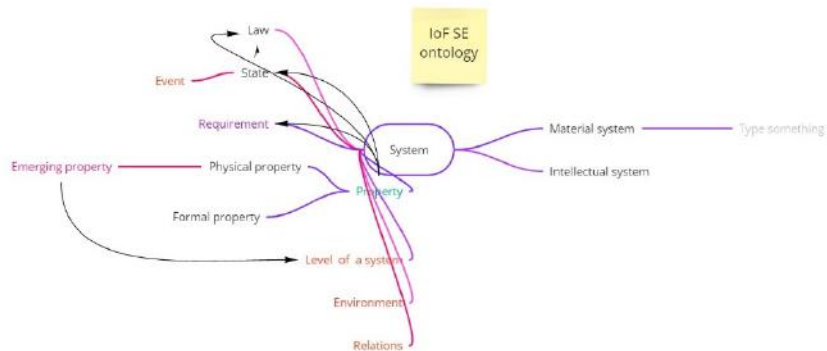 IoF SE
ontology
Law
State
Event
Requirement
System
Material system
Type something
Intellectual system
Emerging property
Physical property
Property
Formal property
Level of a system
Environment
Relations